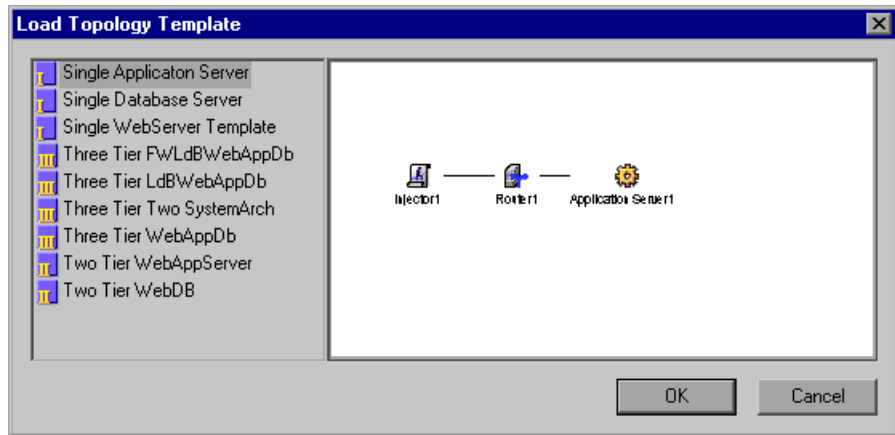 Load Topology Template
Single Applicaton Server
Single Database Server
Single WebServer Template
Three Tier FWLdBWebAppDb
Three Tier LdBWebAppDb
Three Tier Two SystemArch
Three Tier WebAppDb
Two Tier WebAppServer
Two Tier WebDB
Injector1 Router1 Application Server1
OK Cancel